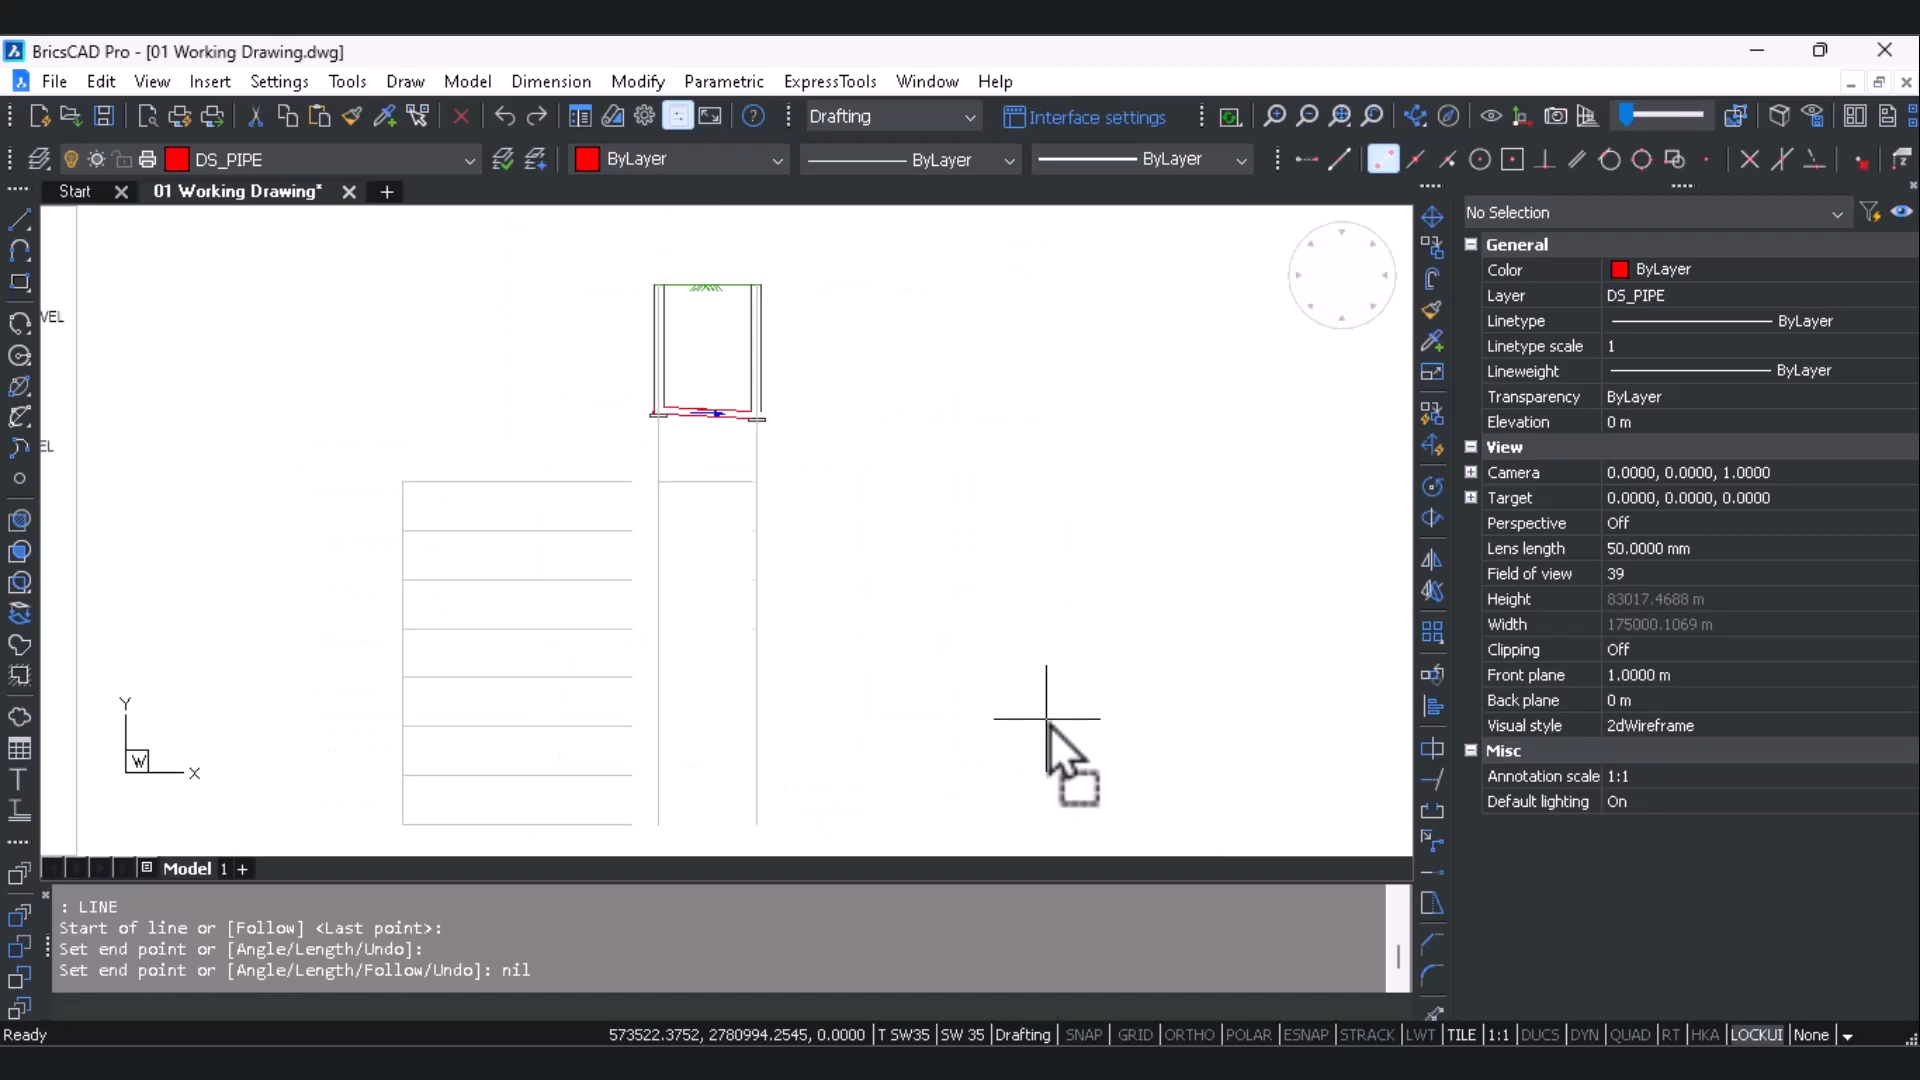 BricsCAD Pro - [01 Working Drawing.dwg]
File Edit View Insert Settings Tools Draw Model Dimension Modify Parametric ExpressTools Window Help
Drafting Interface settings
DS_PIPE ByLayer ByLayer ByLayer
Start 01 Working Drawing*
No Selection
General
Color ByLayer
Layer DS_PIPE
Linetype ByLayer
Linetype scale 1
Lineweight ByLayer
Transparency ByLayer
Elevation 0 m
View
Camera 0.0000, 0.0000, 1.0000
Target 0.0000, 0.0000, 0.0000
Perspective Off
Lens length 50.0000 mm
Field of view 39
Height 83017.4688 m
Width 175000.1069 m
Clipping Off
Front plane 1.0000 m
Back plane 0 m
Visual style 2dWireframe
Misc
Annotation scale 1:1
Default lighting On
VEL
EL
Y
W
X
Model 1 +
: LINE
Start of line or [Follow] <Last point>:
Set end point or [Angle/Length/Undo]:
Set end point or [Angle/Length/Follow/Undo]: nil
Ready 573522.3752, 2780994.2545, 0.0000 T SW35 SW 35 Drafting SNAP GRID ORTHO POLAR ESNAP STRACK LWT TILE 1:1 DUCS DYN QUAD RT HKA LOCKUI None